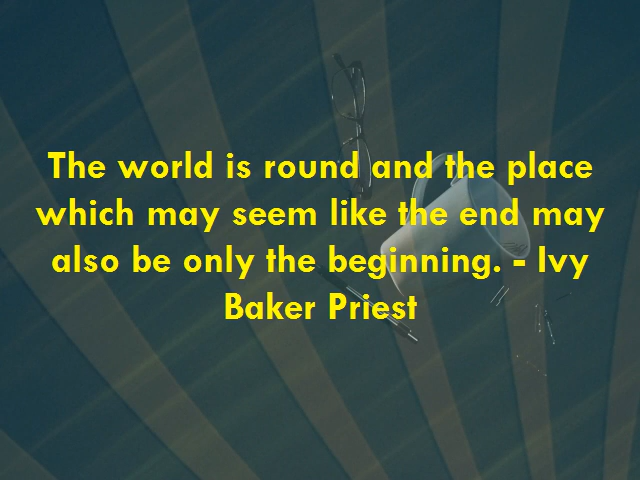 The world is round and the place
which may seem like the end may
also be only the beginning. - Ivy
Baker Priest